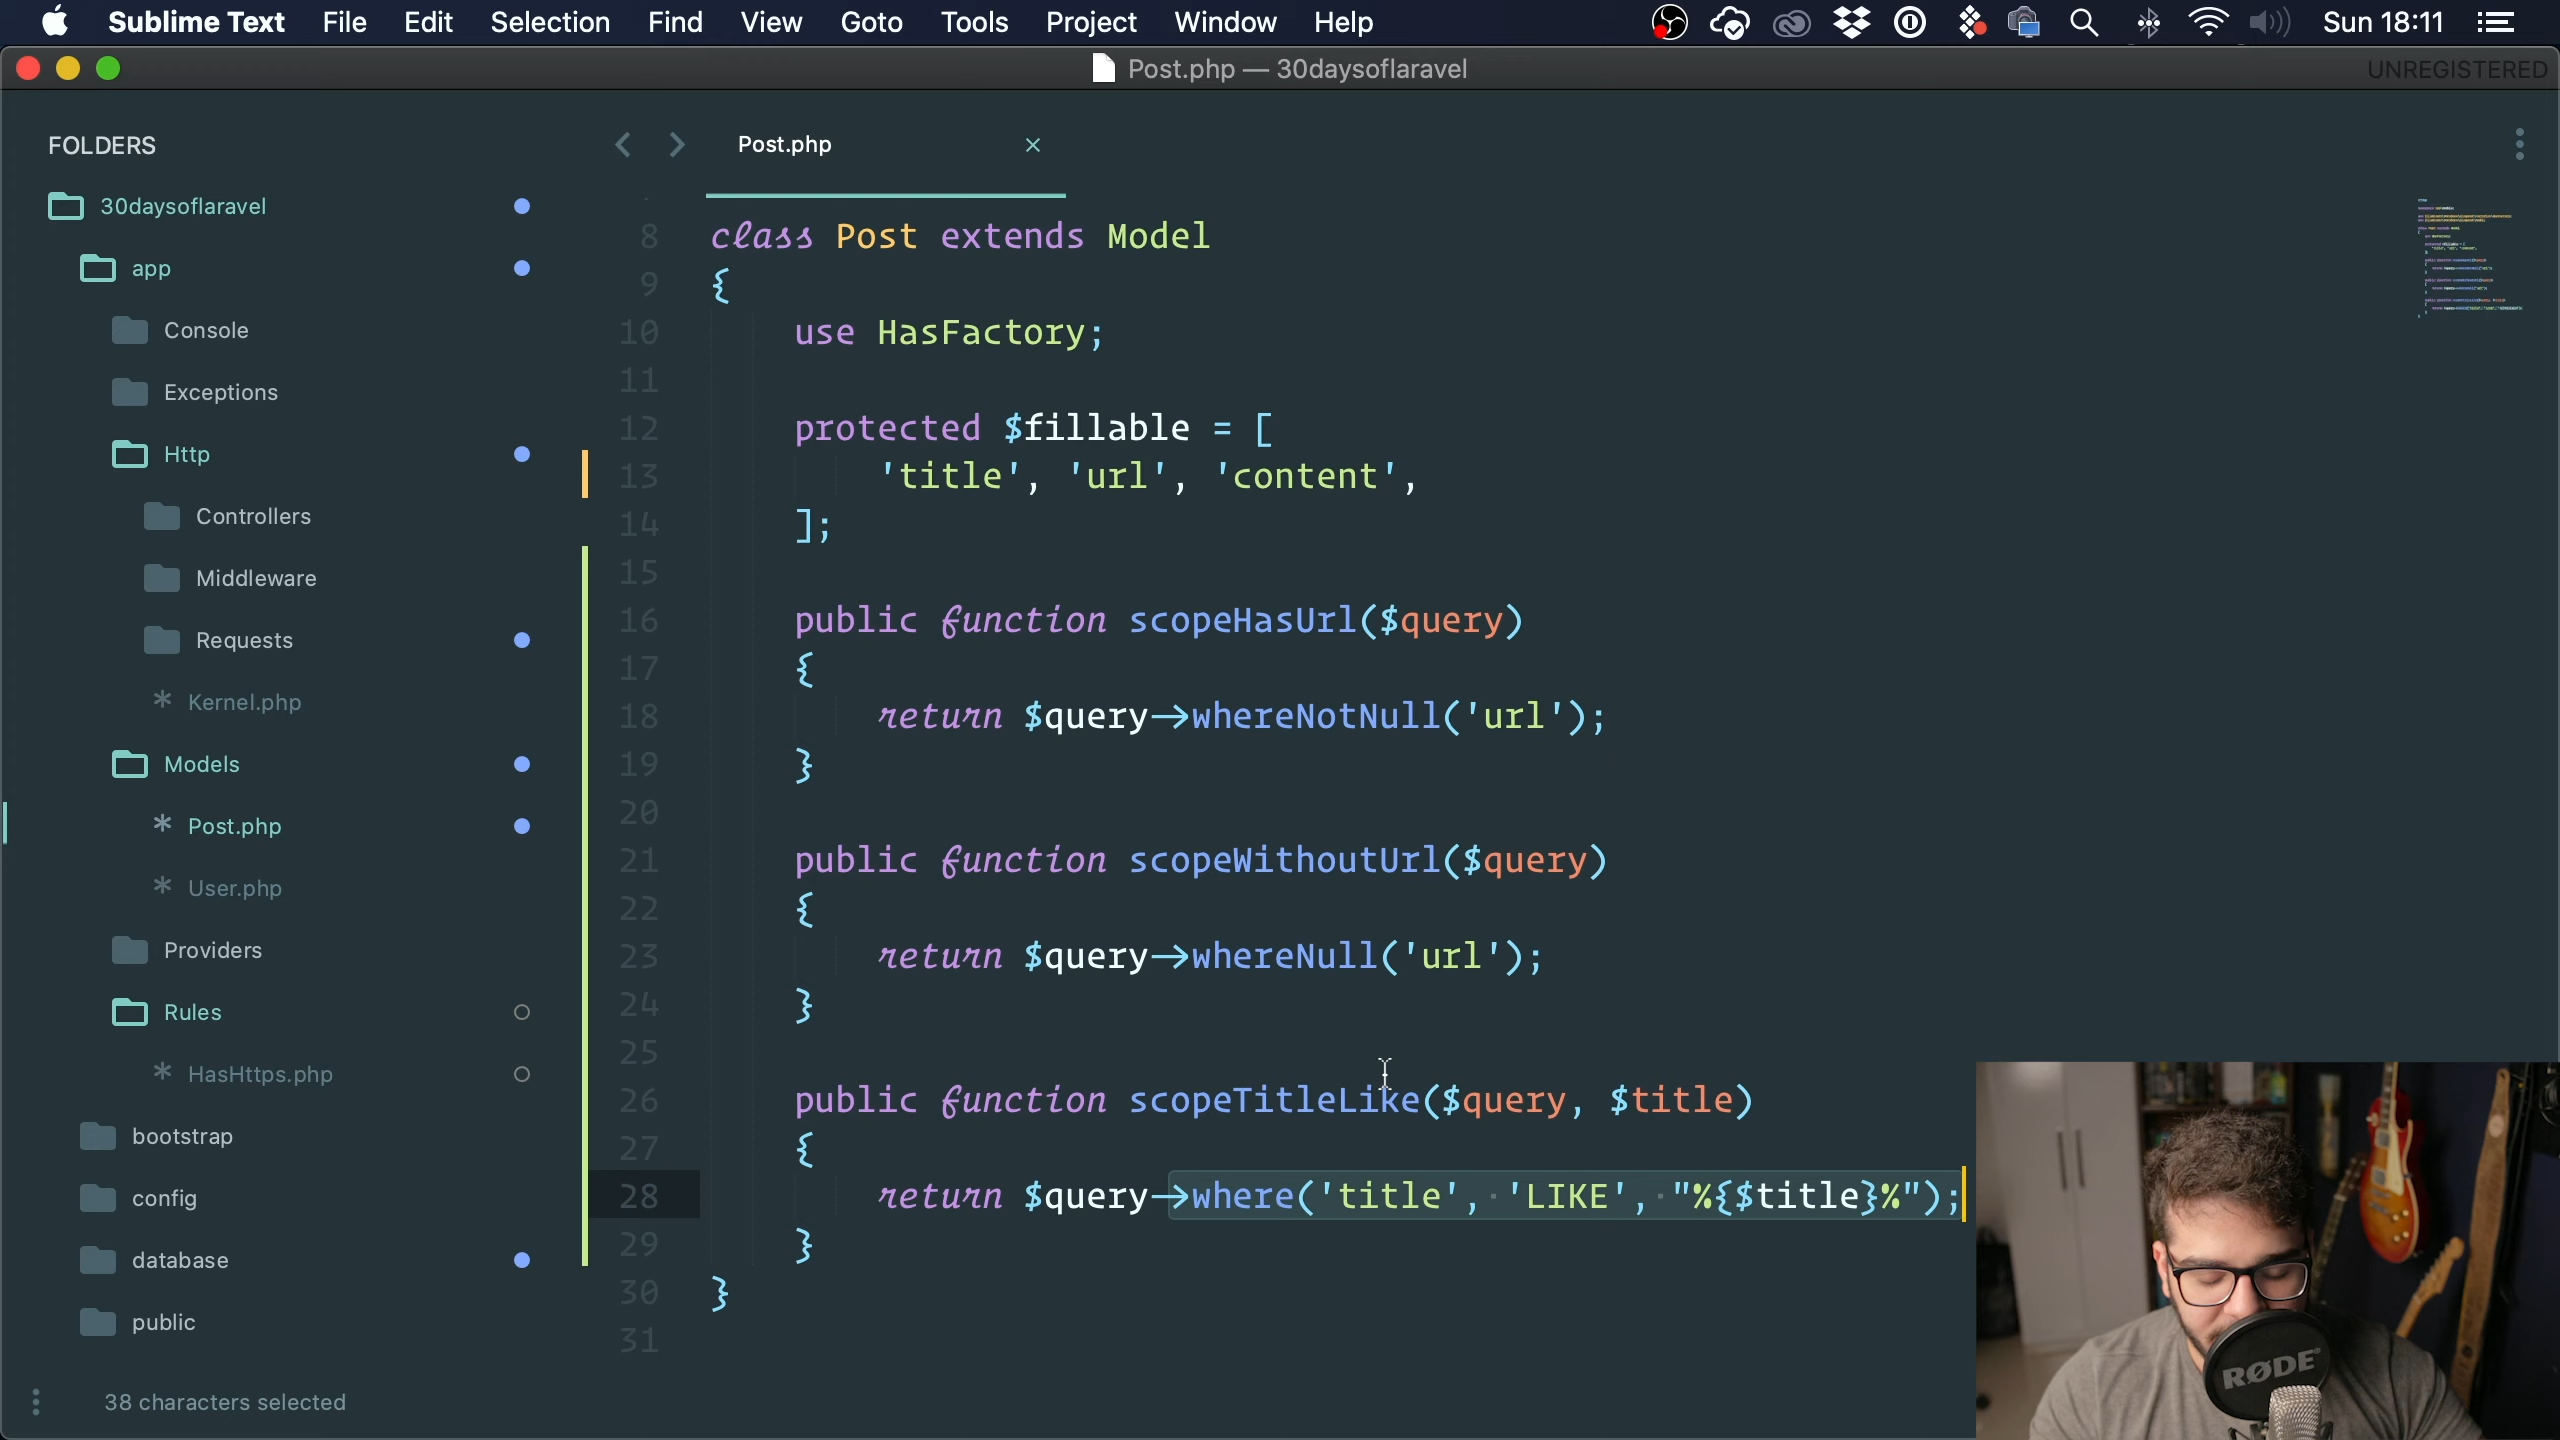 Sublime Text File Edit Selection Find View Goto Tools Project Window Help Sun 18:11
Post.php — 30daysoflaravel UNREGISTERED
FOLDERS
30daysoflaravel
app
Console
Exceptions
Http
Controllers
Middleware
Requests
* Kernel.php
Models
* Post.php
* User.php
Providers
Rules
* HasHttps.php
bootstrap
config
database
public
38 characters selected
Post.php ×
8 class Post extends Model
9 {
10 use HasFactory;
11
12 protected $fillable = [
13 'title', 'url', 'content',
14 ];
15
16 public function scopeHasUrl($query)
17 {
18 return $query->whereNotNull('url');
19 }
20
21 public function scopeWithoutUrl($query)
22 {
23 return $query->whereNull('url');
24 }
25
26 public function scopeTitleLike($query, $title)
27 {
28 return $query->where('title', 'LIKE', "%{$title}%");
29 }
30 }
31
RØDE